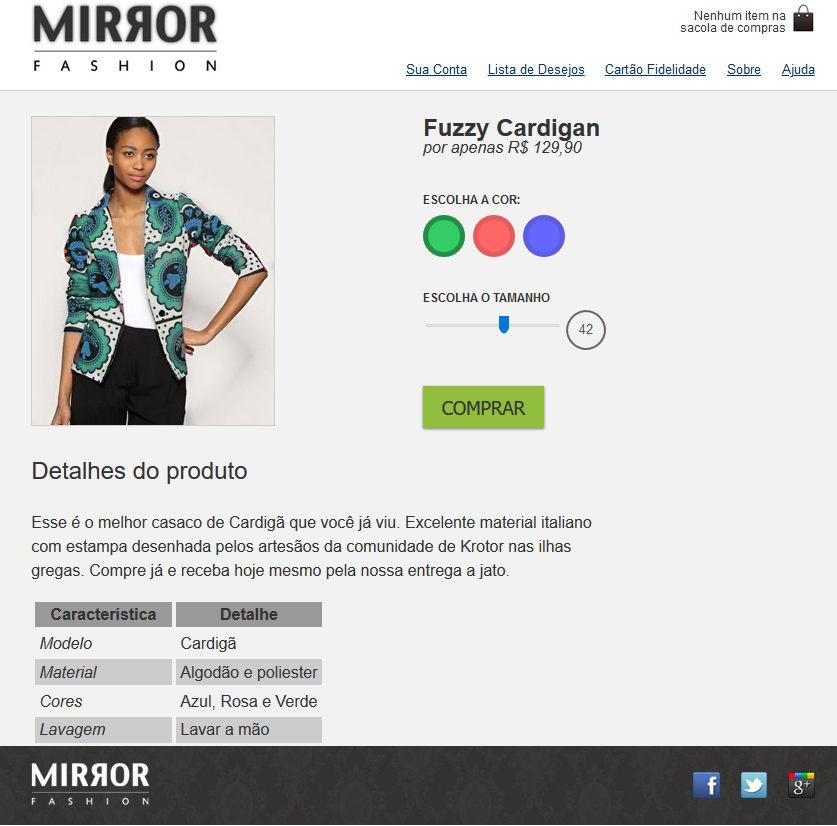 MIRROR
FASHION
Nenhum item na
sacola de compras
Sua Conta Lista de Desejos Cartão Fidelidade Sobre Ajuda
Fuzzy Cardigan
por apenas R$ 129,90
ESCOLHA A COR:
ESCOLHA O TAMANHO
42
COMPRAR
Detalhes do produto
Esse é o melhor casaco de Cardigã que você já viu. Excelente material italiano
com estampa desenhada pelos artesãos da comunidade de Krotor nas ilhas
gregas. Compre já e receba hoje mesmo pela nossa entrega a jato.
Característica Detalhe
Modelo Cardigã
Material Algodão e poliester
Cores Azul, Rosa e Verde
Lavagem Lavar a mão
MIRROR
FASHION
f g+